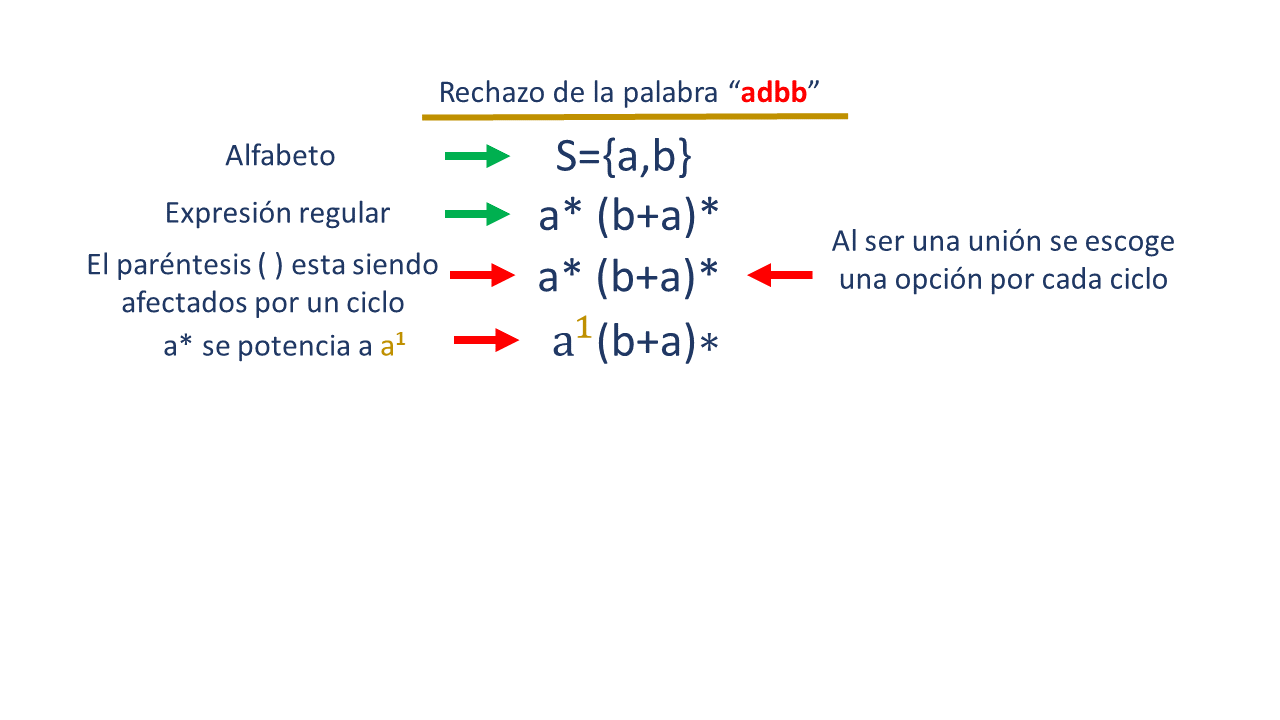 Rechazo de la palabra “adbb”
Alfabeto
S={a,b}
Expresión regular
a* (b+a)*
El paréntesis ( ) esta siendo
afectados por un ciclo
a* (b+a)*
Al ser una unión se escoge
una opción por cada ciclo
a* se potencia a a¹
a¹(b+a)*